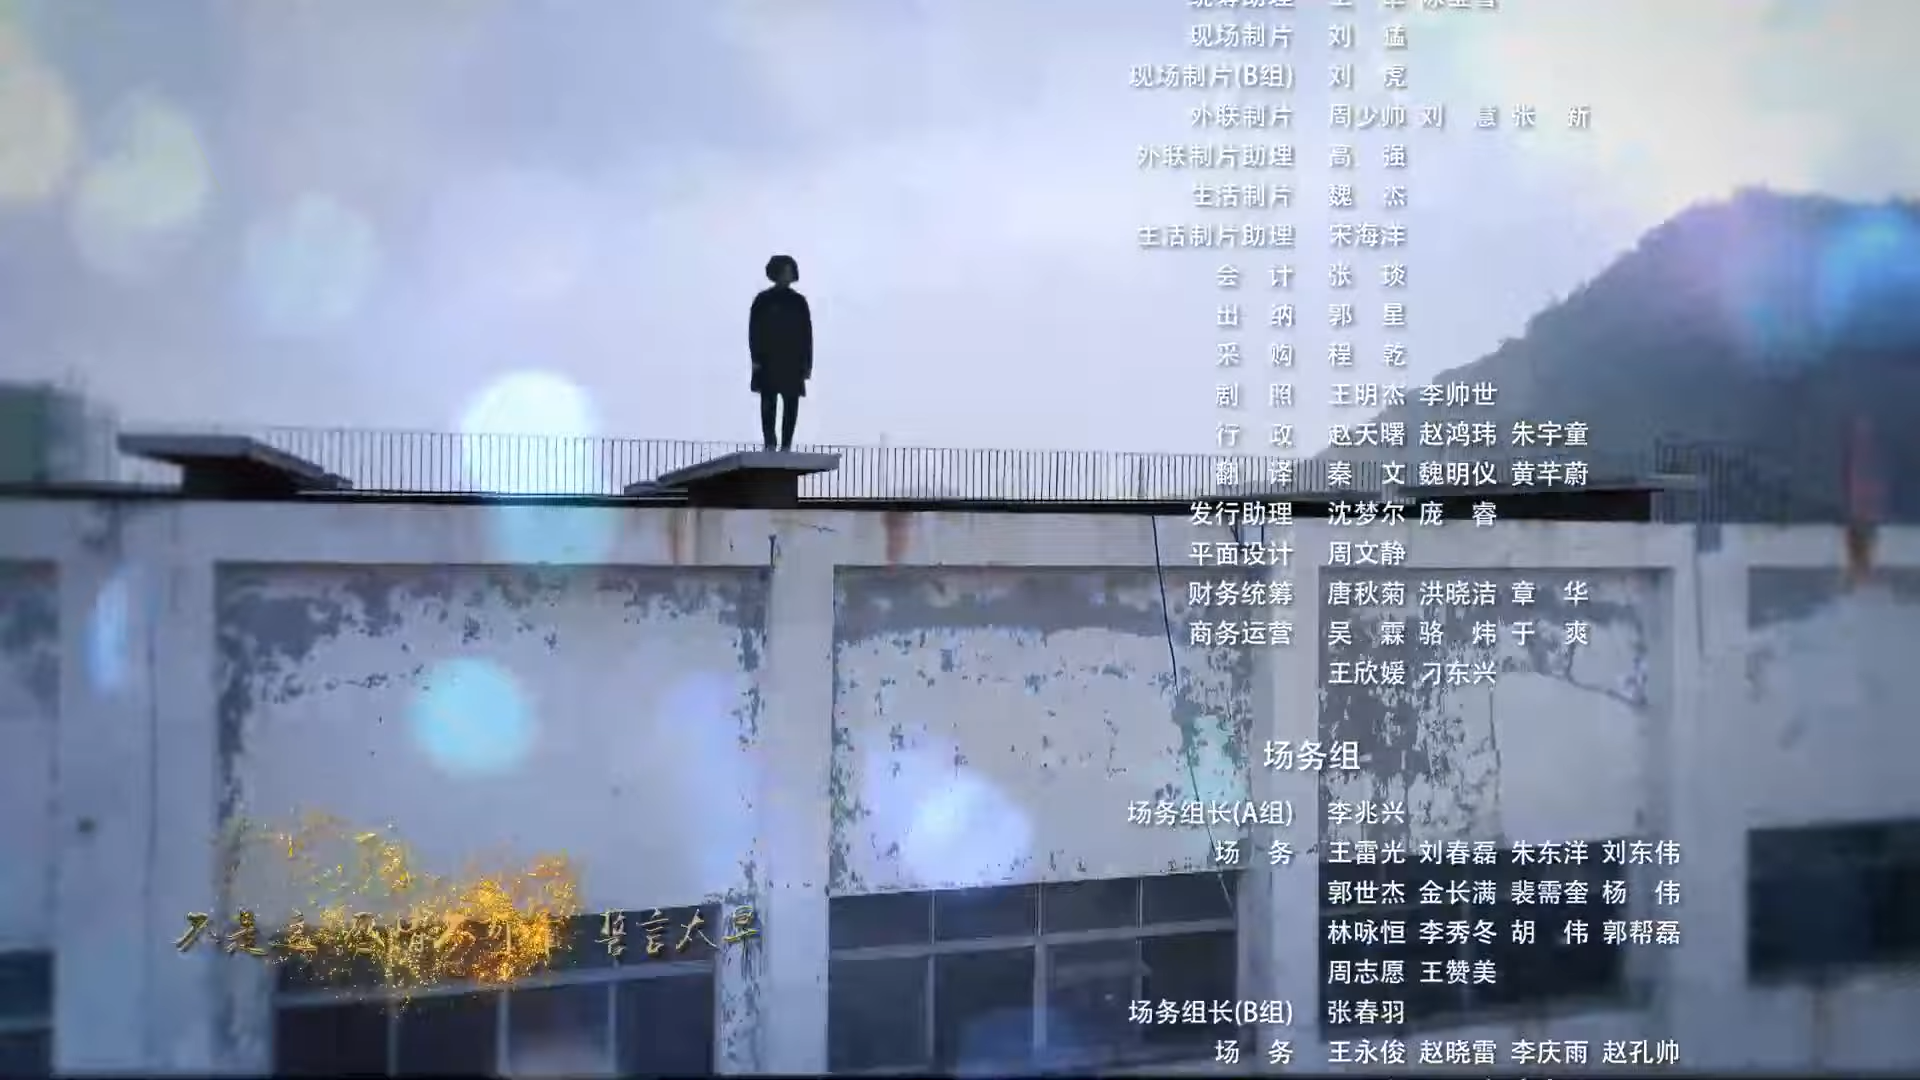 现场制片 刘 猛
现场制片(B组) 刘 虎
外联制片 周少帅 刘 慧 张 新
外联制片助理 高 强
生活制片 魏 杰
生活制片助理 宋海洋
会 计 张 琰
出 纳 郭 星
采 购 程 乾
剧 照 王明杰 李帅世
行 政 赵天曙 赵鸿玮 朱宇童
翻 译 秦 文 魏明仪 黄芊蔚
发行助理 沈梦尔 庞 睿
平面设计 周文静
财务统筹 唐秋菊 洪晓洁 章 华
商务运营 吴 霖 骆 炜 于 爽
王欣媛 刁东兴
场务组
场务组长(A组) 李兆兴
场 务 王雷光 刘春磊 朱东洋 刘东伟
郭世杰 金长满 裴需奎 杨 伟
林咏恒 李秀冬 胡 伟 郭帮磊
周志愿 王赞美
不是这 誓言太早
场务组长(B组) 张春羽
场 务 王永俊 赵晓雷 李庆雨 赵孔帅